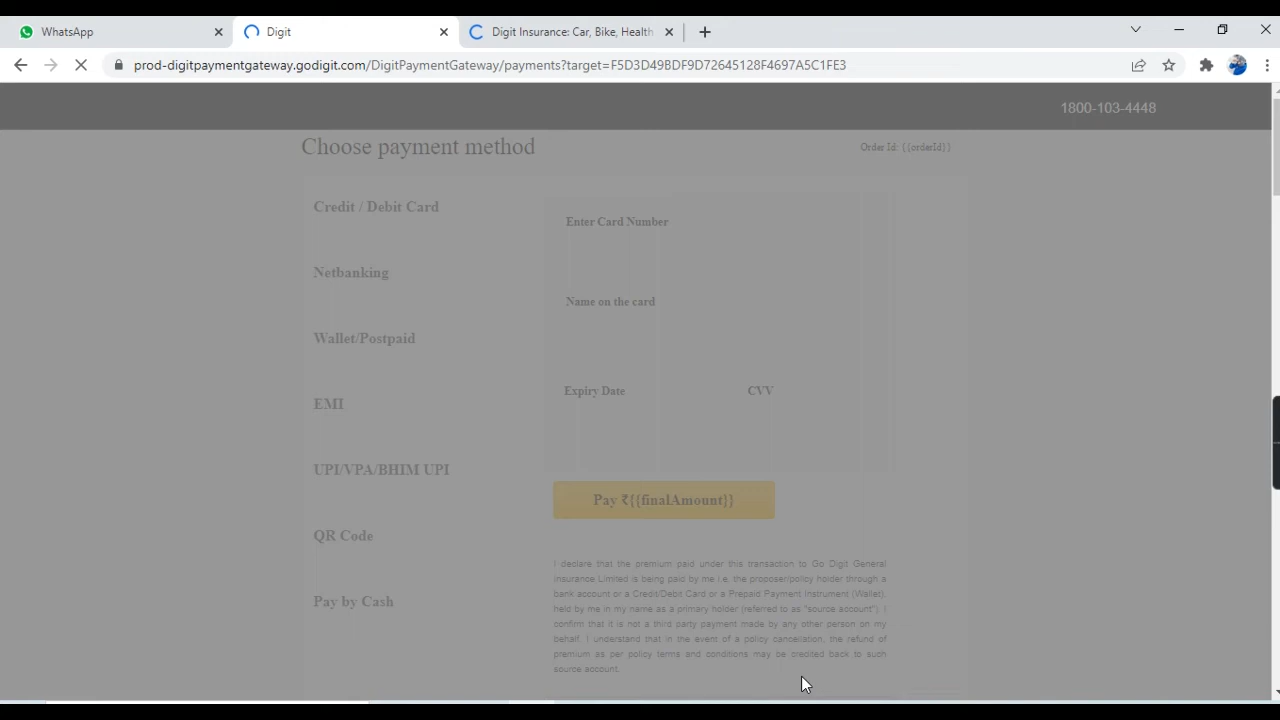 WhatsApp
Digit
Digit Insurance: Car, Bike, Health
prod-digitpaymentgateway.godigit.com/DigitPaymentGateway/payments?target=F5D3D49BDF9D72645128F4697A5C1FE3
1800-103-4448
Choose payment method
Order Id: {{orderId}}
Credit / Debit Card
Enter Card Number
Netbanking
Name on the card
Wallet/Postpaid
Expiry Date
CVV
EMI
UPI/VPA/BHIM UPI
Pay ₹{{finalAmount}}
QR Code
Pay by Cash
I declare that the premium paid under this transaction to Go Digit General
Insurance Limited is being paid by me i.e. the proposer/policy holder through a
bank account or a Credit/Debit Card or a Prepaid Payment Instrument (Wallet),
held by me in my name as a primary holder (referred to as "source account"). I
confirm that it is not a third party payment made by any other person on my
behalf. I understand that in the event of a policy cancellation, the refund of
premium as per policy terms and conditions may be credited back to such
source account.